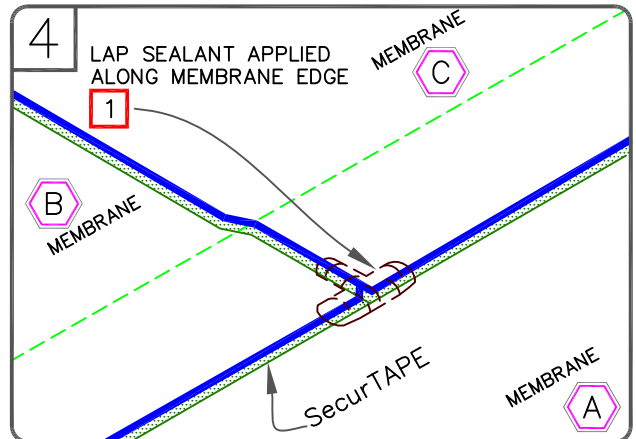 4
LAP SEALANT APPLIED
ALONG MEMBRANE EDGE
1
MEMBRANE
C
B
MEMBRANE
SecurTAPE
MEMBRANE
A